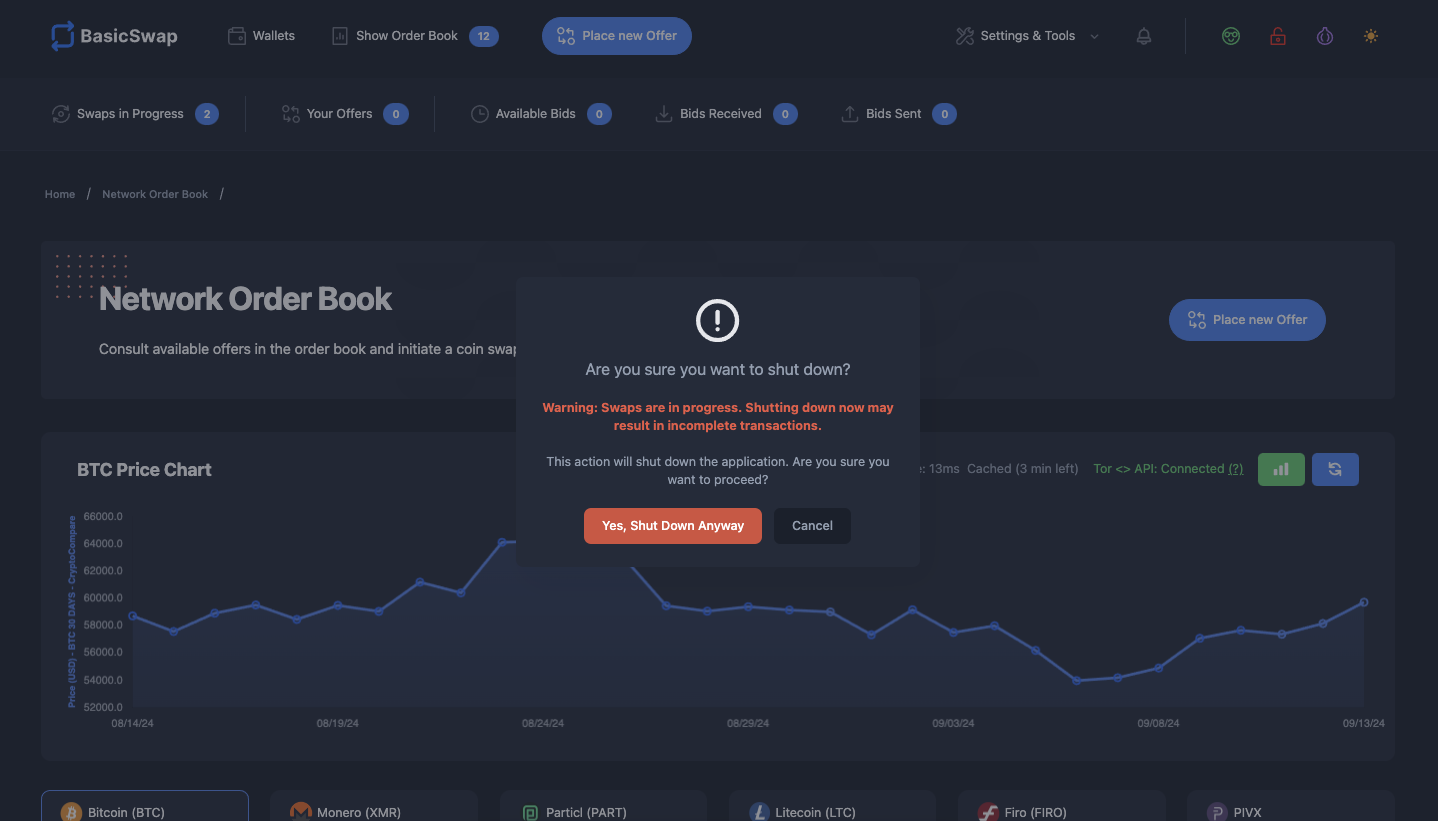 BasicSwap
Wallets
Show Order Book 12
Place new Offer
Settings & Tools
Swaps in Progress 2
Your Offers 0
Available Bids 0
Bids Received 0
Bids Sent 0
Home / Network Order Book /
Network Order Book
Consult available offers in the order book and initiate a coin swap
Place new Offer
Are you sure you want to shut down?
Warning: Swaps are in progress. Shutting down now may
result in incomplete transactions.
This action will shut down the application. Are you sure you
want to proceed?
Yes, Shut Down Anyway
Cancel
BTC Price Chart
: 13ms Cached (3 min left) Tor <> API: Connected (?)
Price (USD) - BTC 30 DAYS - CryptoCompare
66000.0
64000.0
62000.0
60000.0
58000.0
56000.0
54000.0
52000.0
08/14/24 08/19/24 08/24/24 08/29/24 09/03/24 09/08/24 09/13/24
Bitcoin (BTC)
Monero (XMR)
Particl (PART)
Litecoin (LTC)
Firo (FIRO)
PIVX